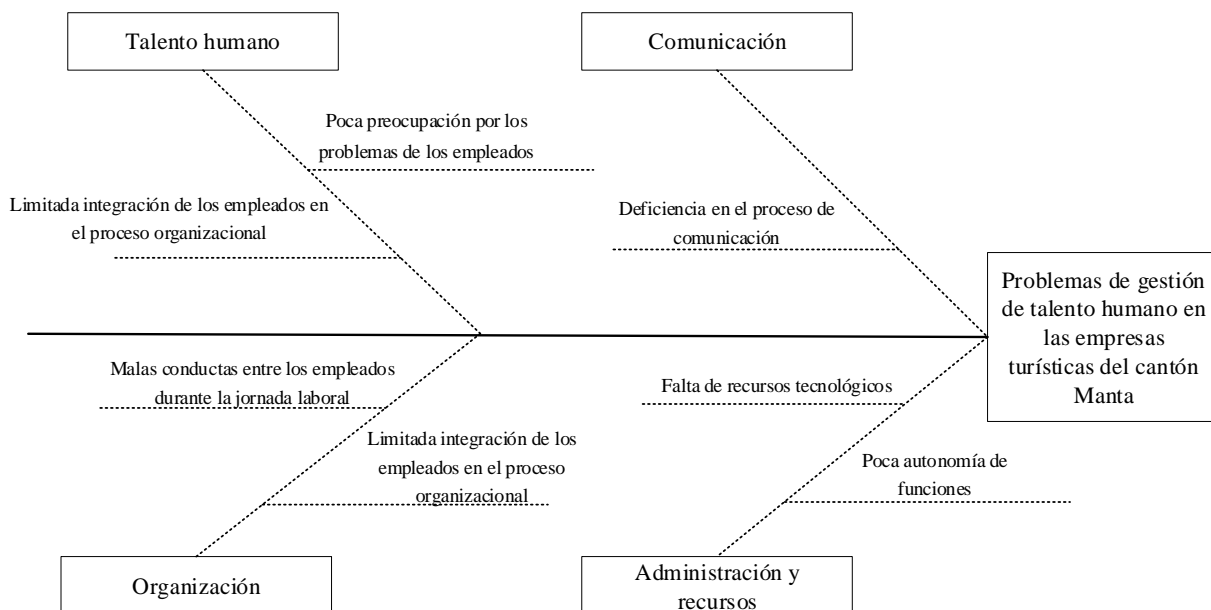 Talento humano
Comunicación
Poca preocupación por los
problemas de los empleados
Limitada integración de los empleados en
el proceso organizacional
Deficiencia en el proceso de
comunicación
Problemas de gestión
de talento humano en
las empresas
turísticas del cantón
Manta
Malas conductas entre los empleados
durante la jornada laboral
Falta de recursos tecnológicos
Limitada integración de los
empleados en el proceso
organizacional
Poca autonomía de
funciones
Organización
Administración y
recursos